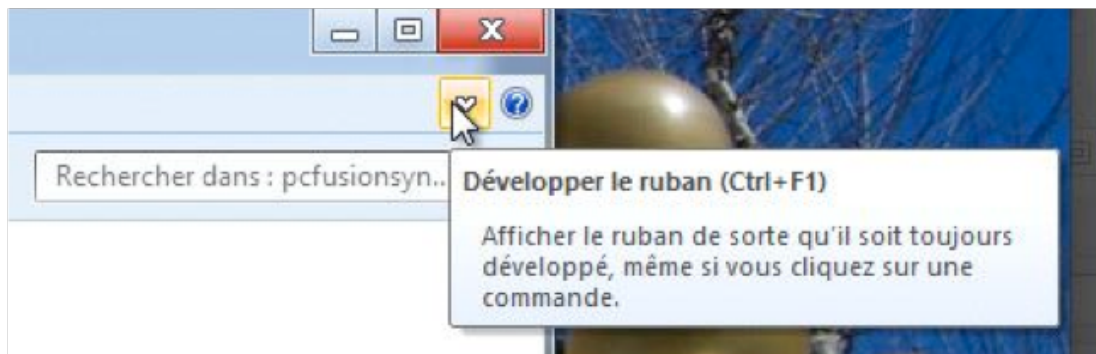 Rechercher dans : pcfusionsyn...
Développer le ruban (Ctrl+F1)
Afficher le ruban de sorte qu'il soit toujours
développé, même si vous cliquez sur une
commande.